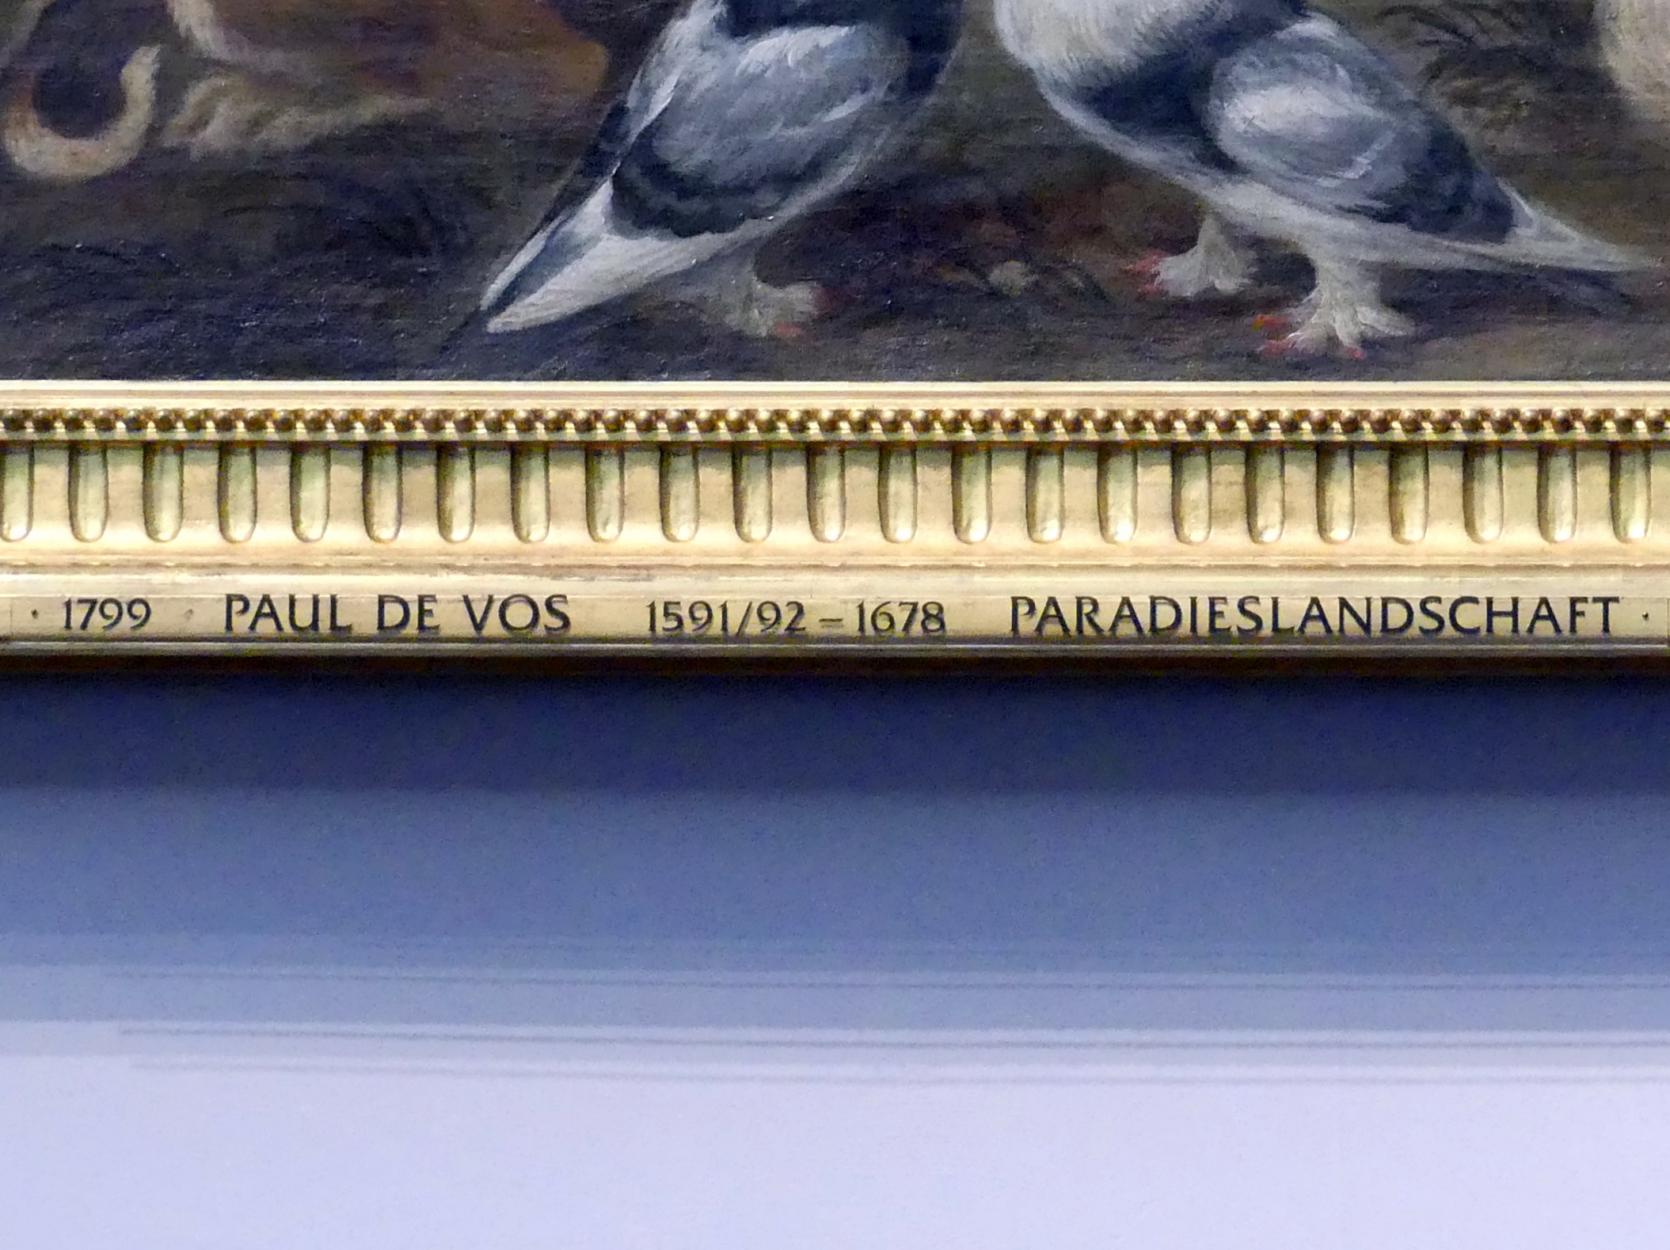 · 1799 · PAUL DE VOS 1591/92 – 1678 PARADIESLANDSCHAFT ·